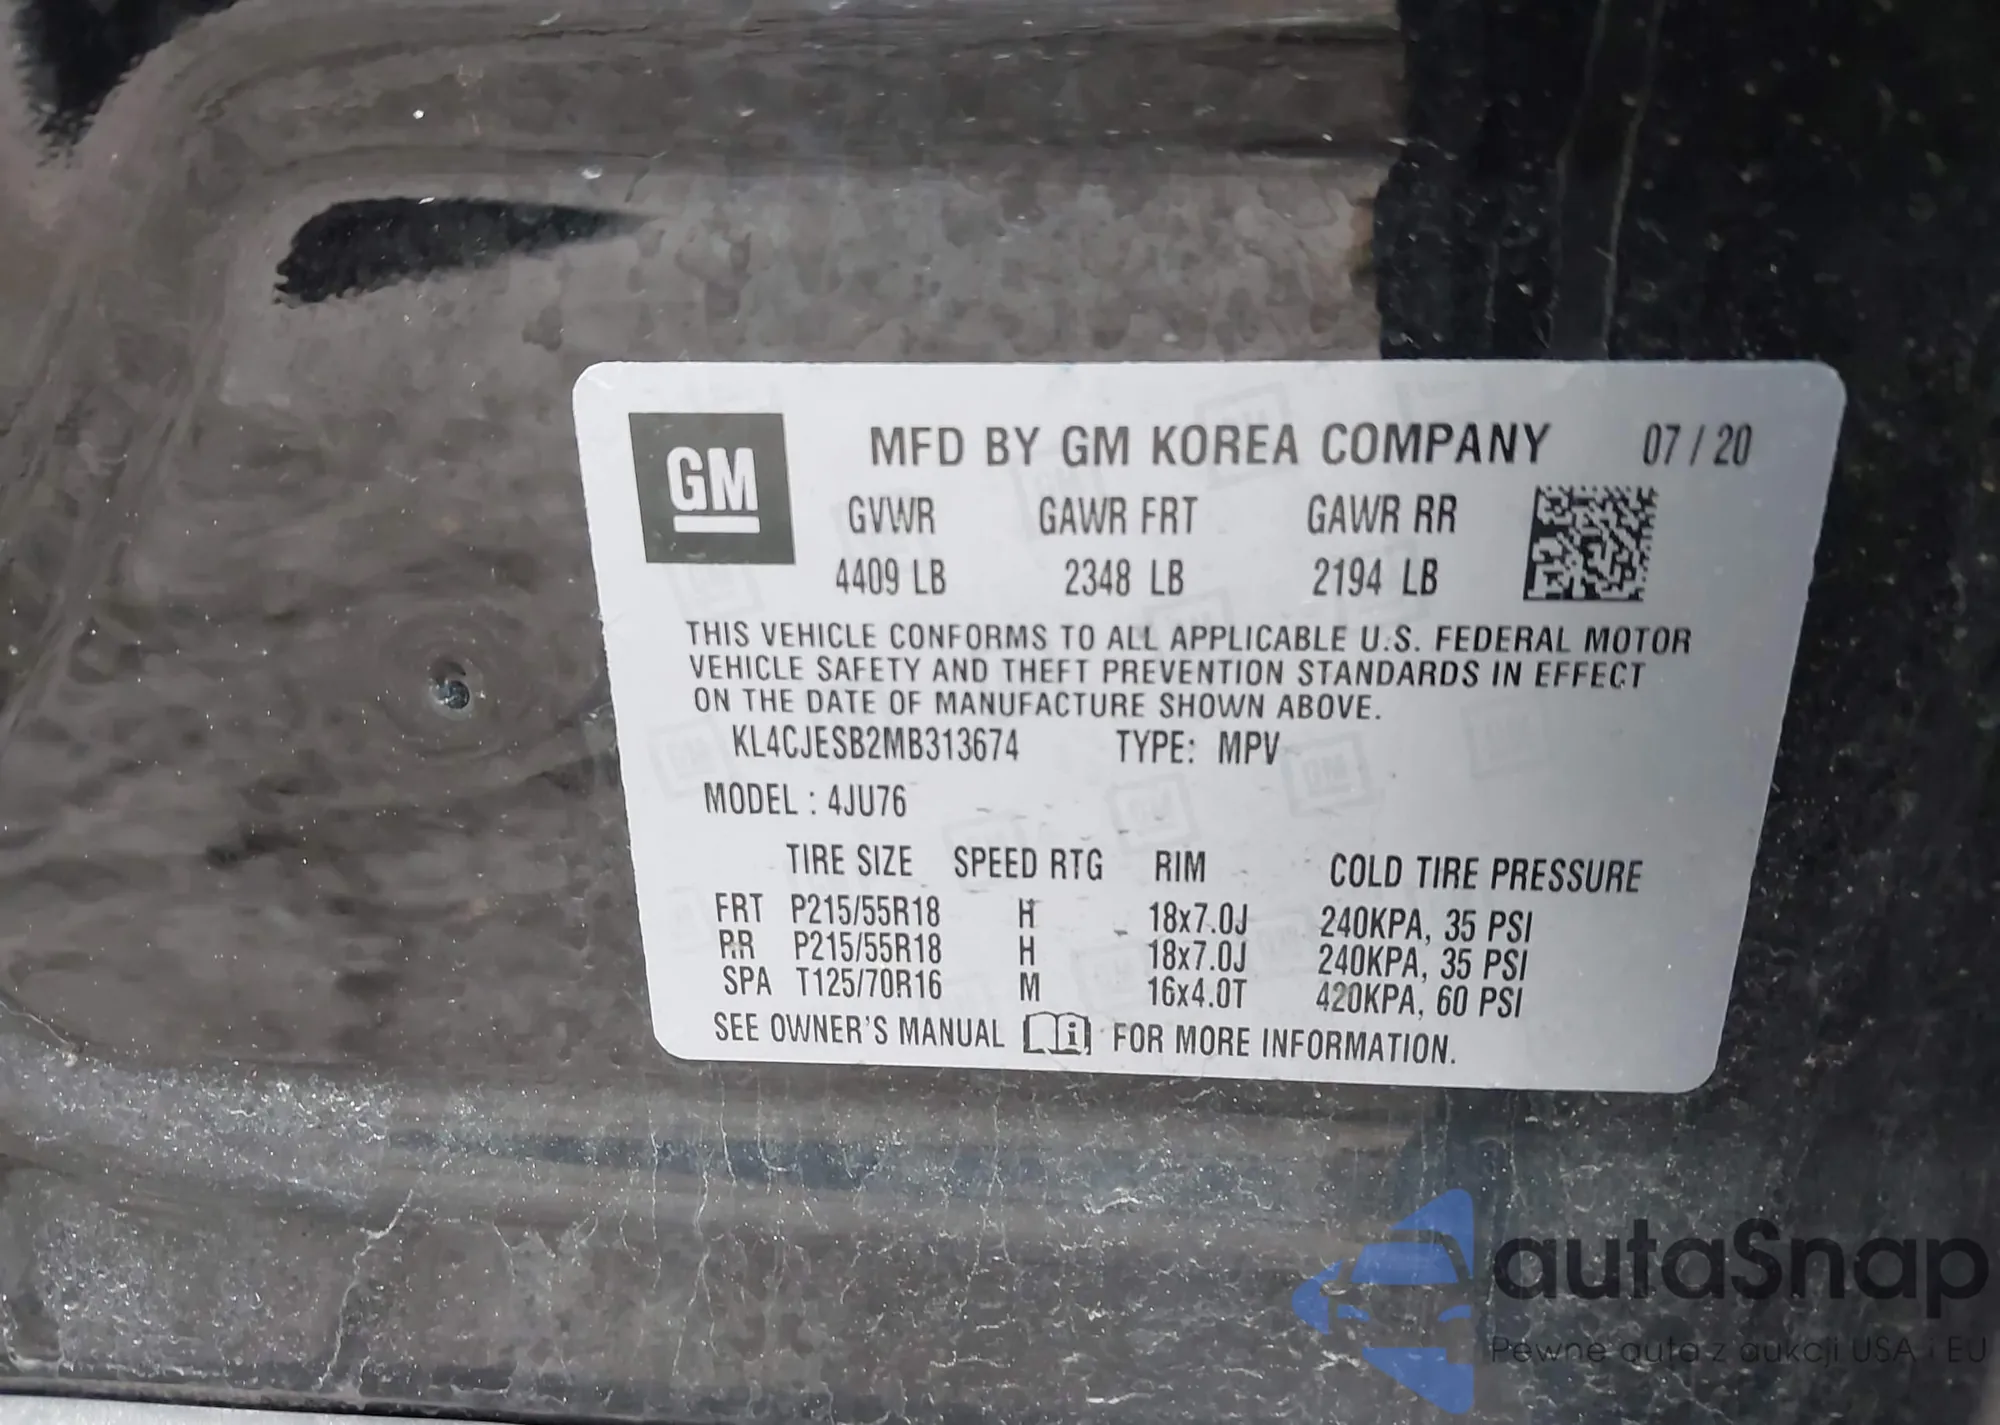 GM
MFD BY GM KOREA COMPANY 07 / 20
GVWR GAWR FRT GAWR RR
4409 LB 2348 LB 2194 LB
THIS VEHICLE CONFORMS TO ALL APPLICABLE U.S. FEDERAL MOTOR
VEHICLE SAFETY AND THEFT PREVENTION STANDARDS IN EFFECT
ON THE DATE OF MANUFACTURE SHOWN ABOVE.
KL4CJESB2MB313674 TYPE: MPV
MODEL : 4JU76
TIRE SIZE SPEED RTG RIM COLD TIRE PRESSURE
FRT P215/55R18 H 18x7.0J 240KPA, 35 PSI
RR P215/55R18 H 18x7.0J 240KPA, 35 PSI
SPA T125/70R16 M 16x4.0T 420KPA, 60 PSI
SEE OWNER'S MANUAL i FOR MORE INFORMATION.
autaSnap
Pewne auta z aukcji USA i EU